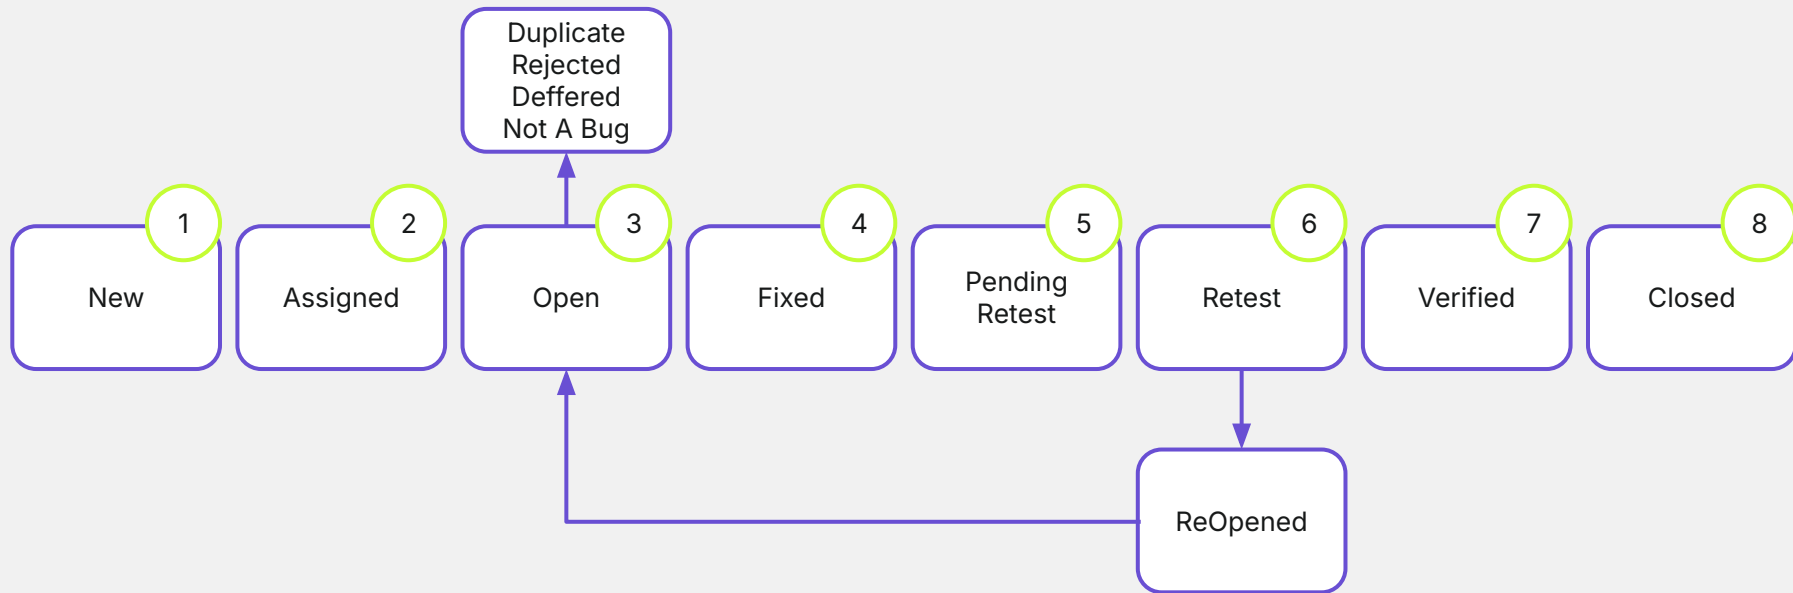 Duplicate
Rejected
Deffered
Not A Bug
1
New
2
Assigned
3
Open
4
Fixed
5
Pending
Retest
6
Retest
7
Verified
8
Closed
ReOpened